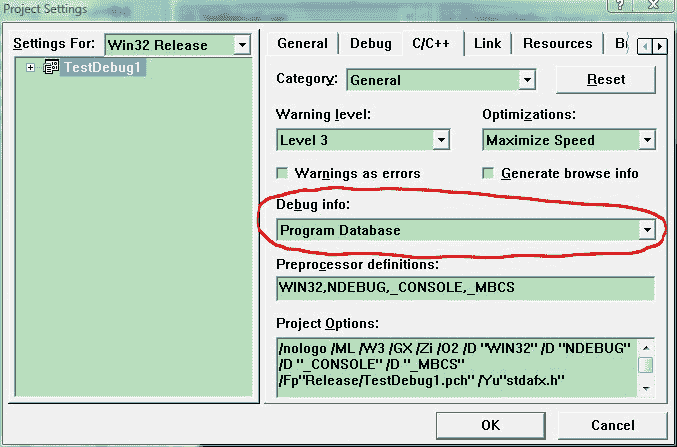 Project Settings
Settings For: Win32 Release
TestDebug1
General Debug C/C++ Link Resources
Category: General Reset
Warning level: Optimizations:
Level 3 Maximize Speed
Warnings as errors Generate browse info
Debug info:
Program Database
Preprocessor definitions:
WIN32,NDEBUG,_CONSOLE,_MBCS
Project Options:
/nologo /ML /W3 /GX /Zi /O2 /D "WIN32" /D "NDEBUG"
/D "_CONSOLE" /D "_MBCS"
/Fp"Release/TestDebug1.pch" /Yu"stdafx.h"
OK Cancel